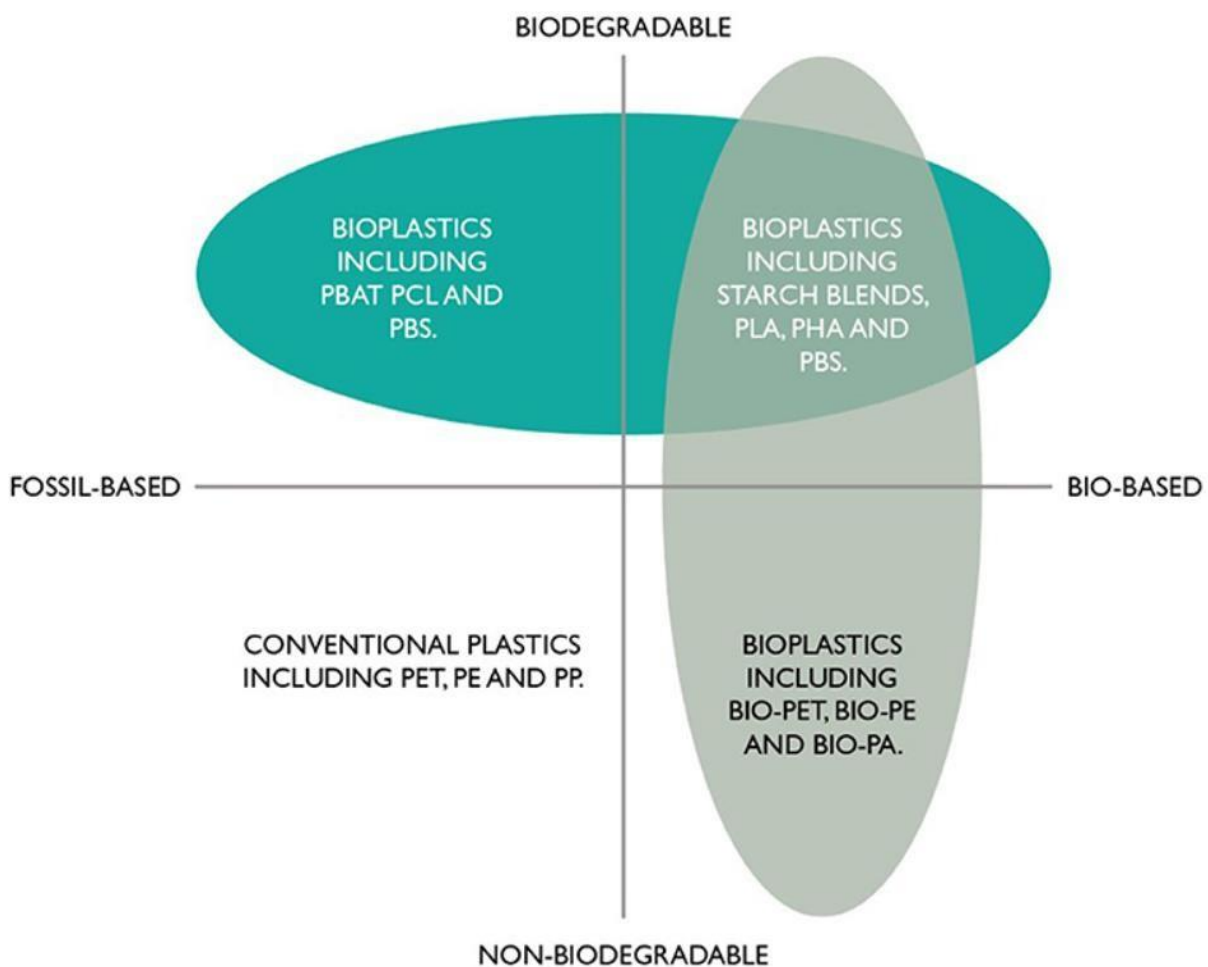 BIODEGRADABLE
BIOPLASTICS
INCLUDING
PBAT PCL AND
PBS.
BIOPLASTICS
INCLUDING
STARCH BLENDS,
PLA, PHA AND
PBS.
FOSSIL-BASED
BIO-BASED
CONVENTIONAL PLASTICS
INCLUDING PET, PE AND PP.
BIOPLASTICS
INCLUDING
BIO-PET, BIO-PE
AND BIO-PA.
NON-BIODEGRADABLE